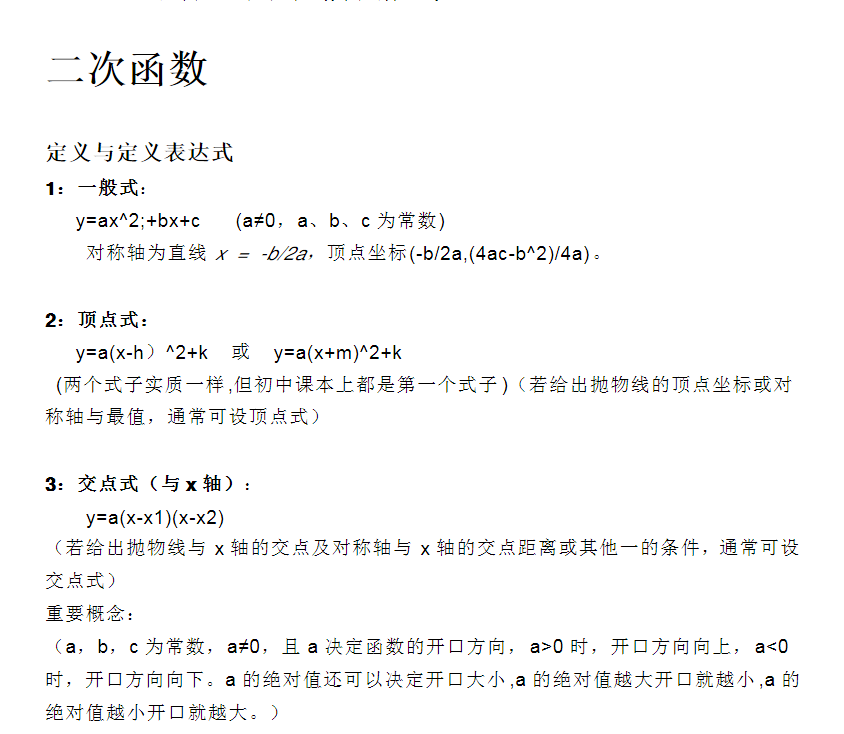 二次函数
定义与定义表达式
1：一般式：
y=ax^2;+bx+c (a≠0，a、b、c 为常数)
对称轴为直线 x = -b/2a，顶点坐标(-b/2a,(4ac-b^2)/4a) 。
2：顶点式：
y=a(x-h）^2+k 或 y=a(x+m)^2+k
(两个式子实质一样,但初中课本上都是第一个式子)（若给出抛物线的顶点坐标或对
称轴与最值，通常可设顶点式）
3：交点式（与 x 轴）:
y=a(x-x1)(x-x2)
（若给出抛物线与 x 轴的交点及对称轴与 x 轴的交点距离或其他一的条件，通常可设
交点式）
重要概念：
（a，b，c 为常数，a≠0，且 a 决定函数的开口方向，a>0 时，开口方向向上，a<0
时，开口方向向下。a 的绝对值还可以决定开口大小,a 的绝对值越大开口就越小,a 的
绝对值越小开口就越大。）